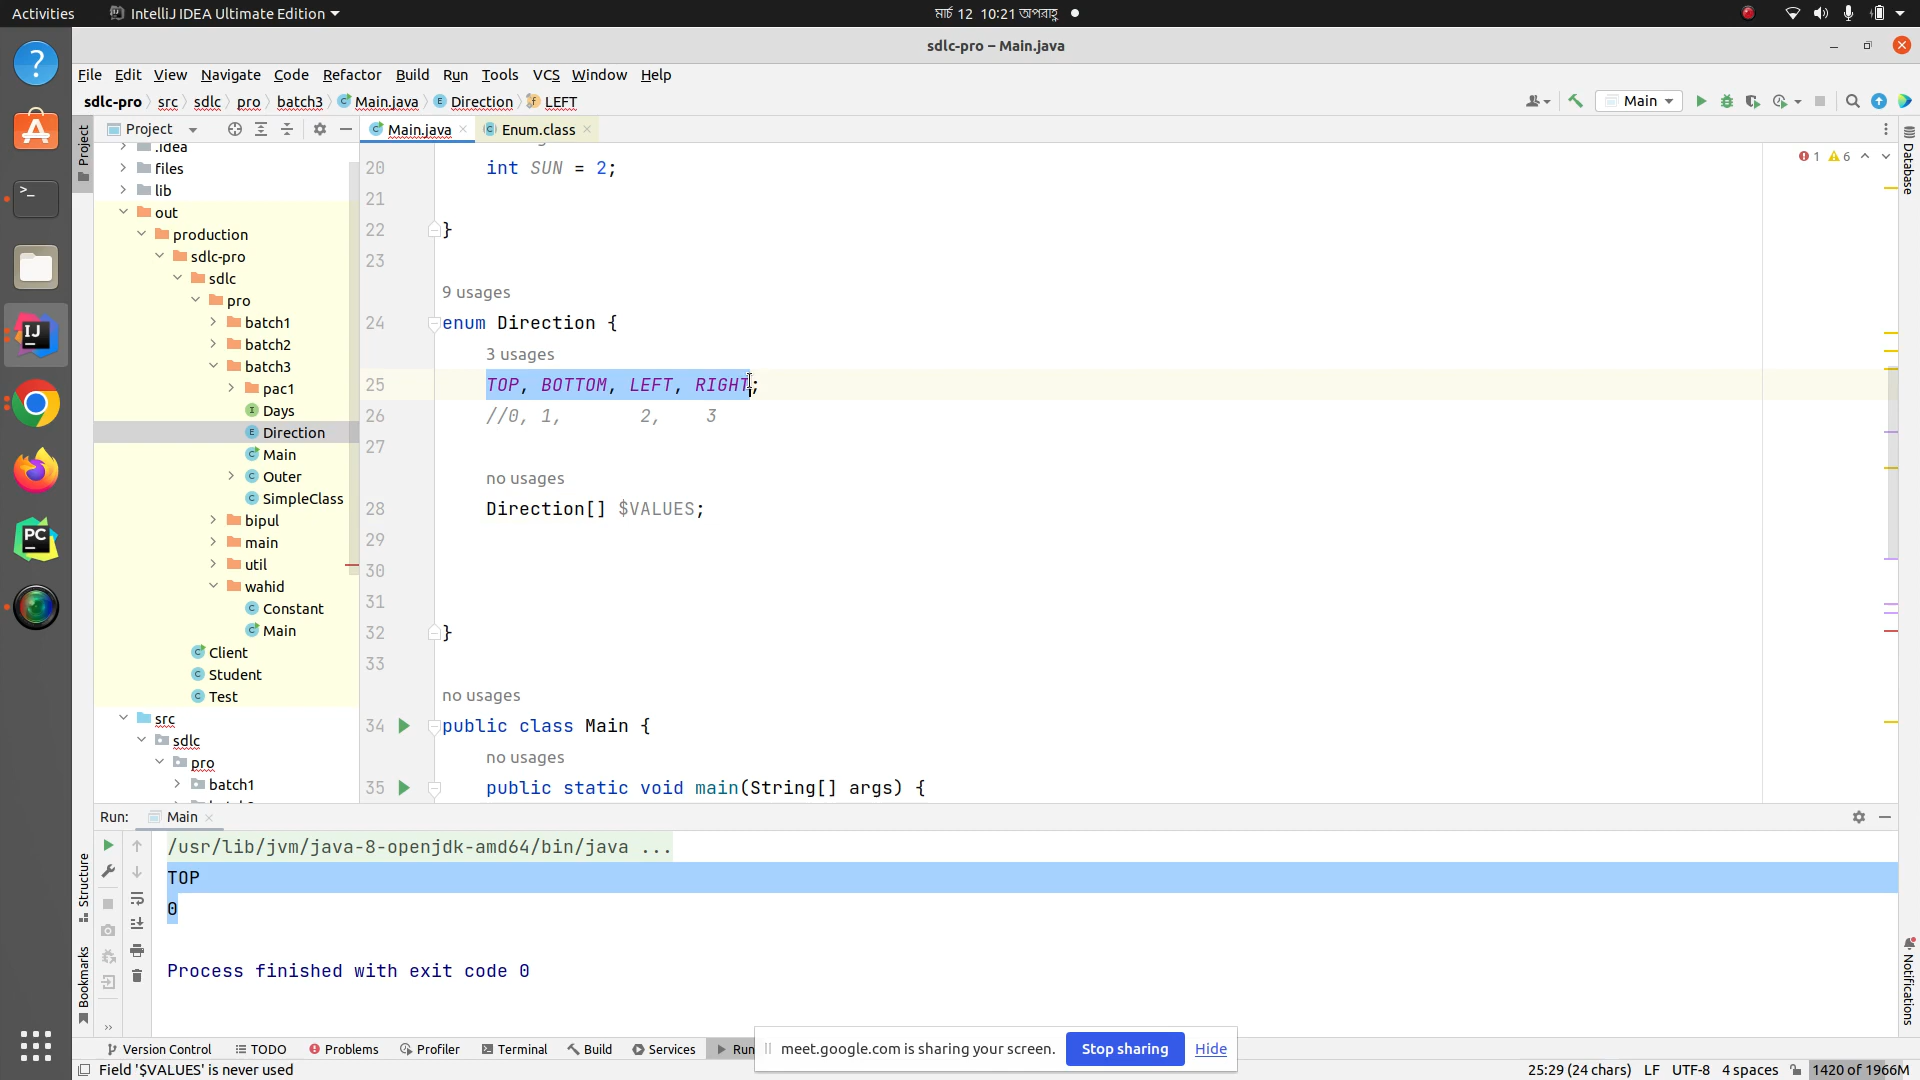 Activities
IntelliJ IDEA Ultimate Edition
মার্চ 12 10:21 অপরাহ্ণ
sdlc-pro – Main.java
File Edit View Navigate Code Refactor Build Run Tools VCS Window Help
sdlc-pro src sdlc pro batch3 Main.java Direction LEFT
Main
Project
Main.java
Enum.class
.idea
files
lib
out
production
sdlc-pro
sdlc
pro
batch1
batch2
batch3
pac1
Days
Direction
Main
Outer
SimpleClass
bipul
main
util
wahid
Constant
Main
Client
Student
Test
src
sdlc
pro
batch1
1 6
20 int SUN = 2;
21
22 }
23
9 usages
24 enum Direction {
3 usages
25 TOP, BOTTOM, LEFT, RIGHT;
26 //0, 1, 2, 3
27
no usages
28 Direction[] $VALUES;
29
30
31
32 }
33
no usages
34 public class Main {
no usages
35 public static void main(String[] args) {
Project
Structure
Bookmarks
Database
Notifications
Run: Main
/usr/lib/jvm/java-8-openjdk-amd64/bin/java ...
TOP
0
Process finished with exit code 0
Version Control TODO Problems Profiler Terminal Build Services Run
meet.google.com is sharing your screen. Stop sharing Hide
Field '$VALUES' is never used
25:29 (24 chars) LF UTF-8 4 spaces 1420 of 1966M